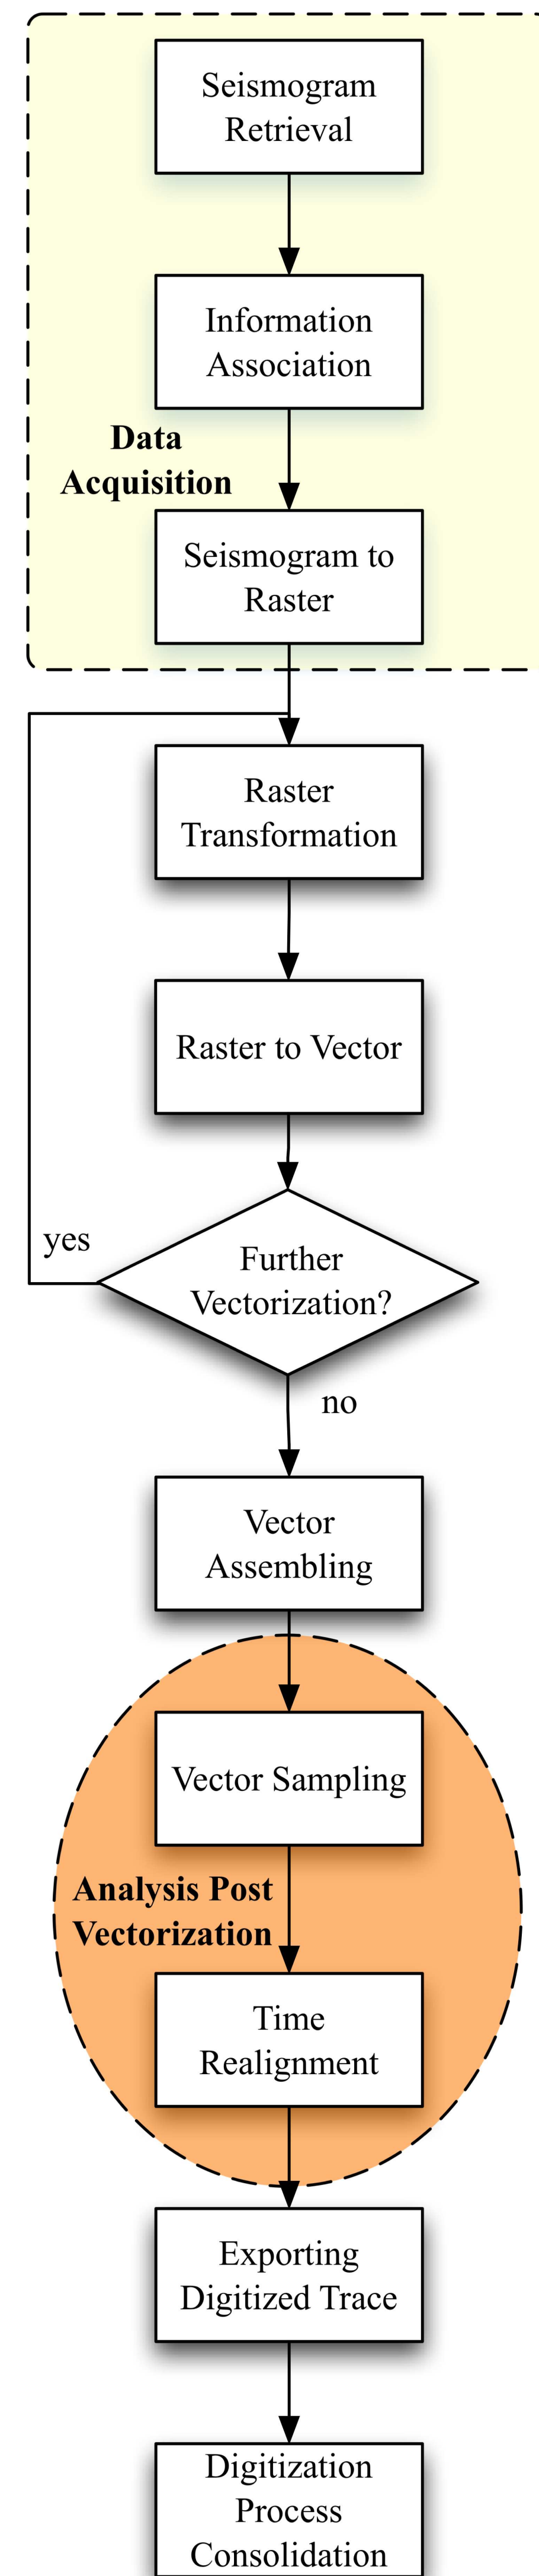 Seismogram
Retrieval
Information
Association
Data
Acquisition
Seismogram to
Raster
Raster
Transformation
Raster to Vector
yes
Further
Vectorization?
no
Vector
Assembling
Vector Sampling
Analysis Post
Vectorization
Time
Realignment
Exporting
Digitized Trace
Digitization
Process
Consolidation